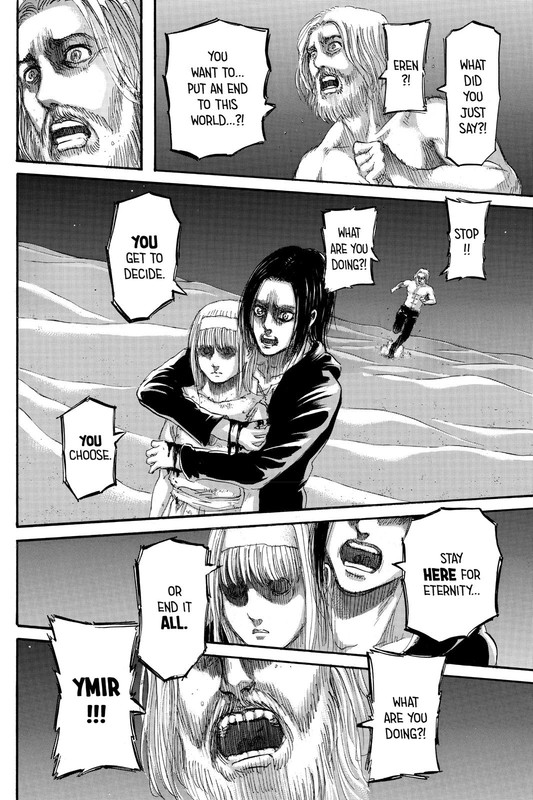 WHAT
DID
YOU
JUST
SAY?!
EREN
?!
YOU
WANT TO...
PUT AN END
TO THIS
WORLD...?!
STOP
!!
WHAT
ARE YOU
DOING?!
YOU
GET TO
DECIDE.
YOU
CHOOSE.
STAY
HERE FOR
ETERNITY...
OR
END IT
ALL.
WHAT
ARE YOU
DOING?!
YMIR
!!!